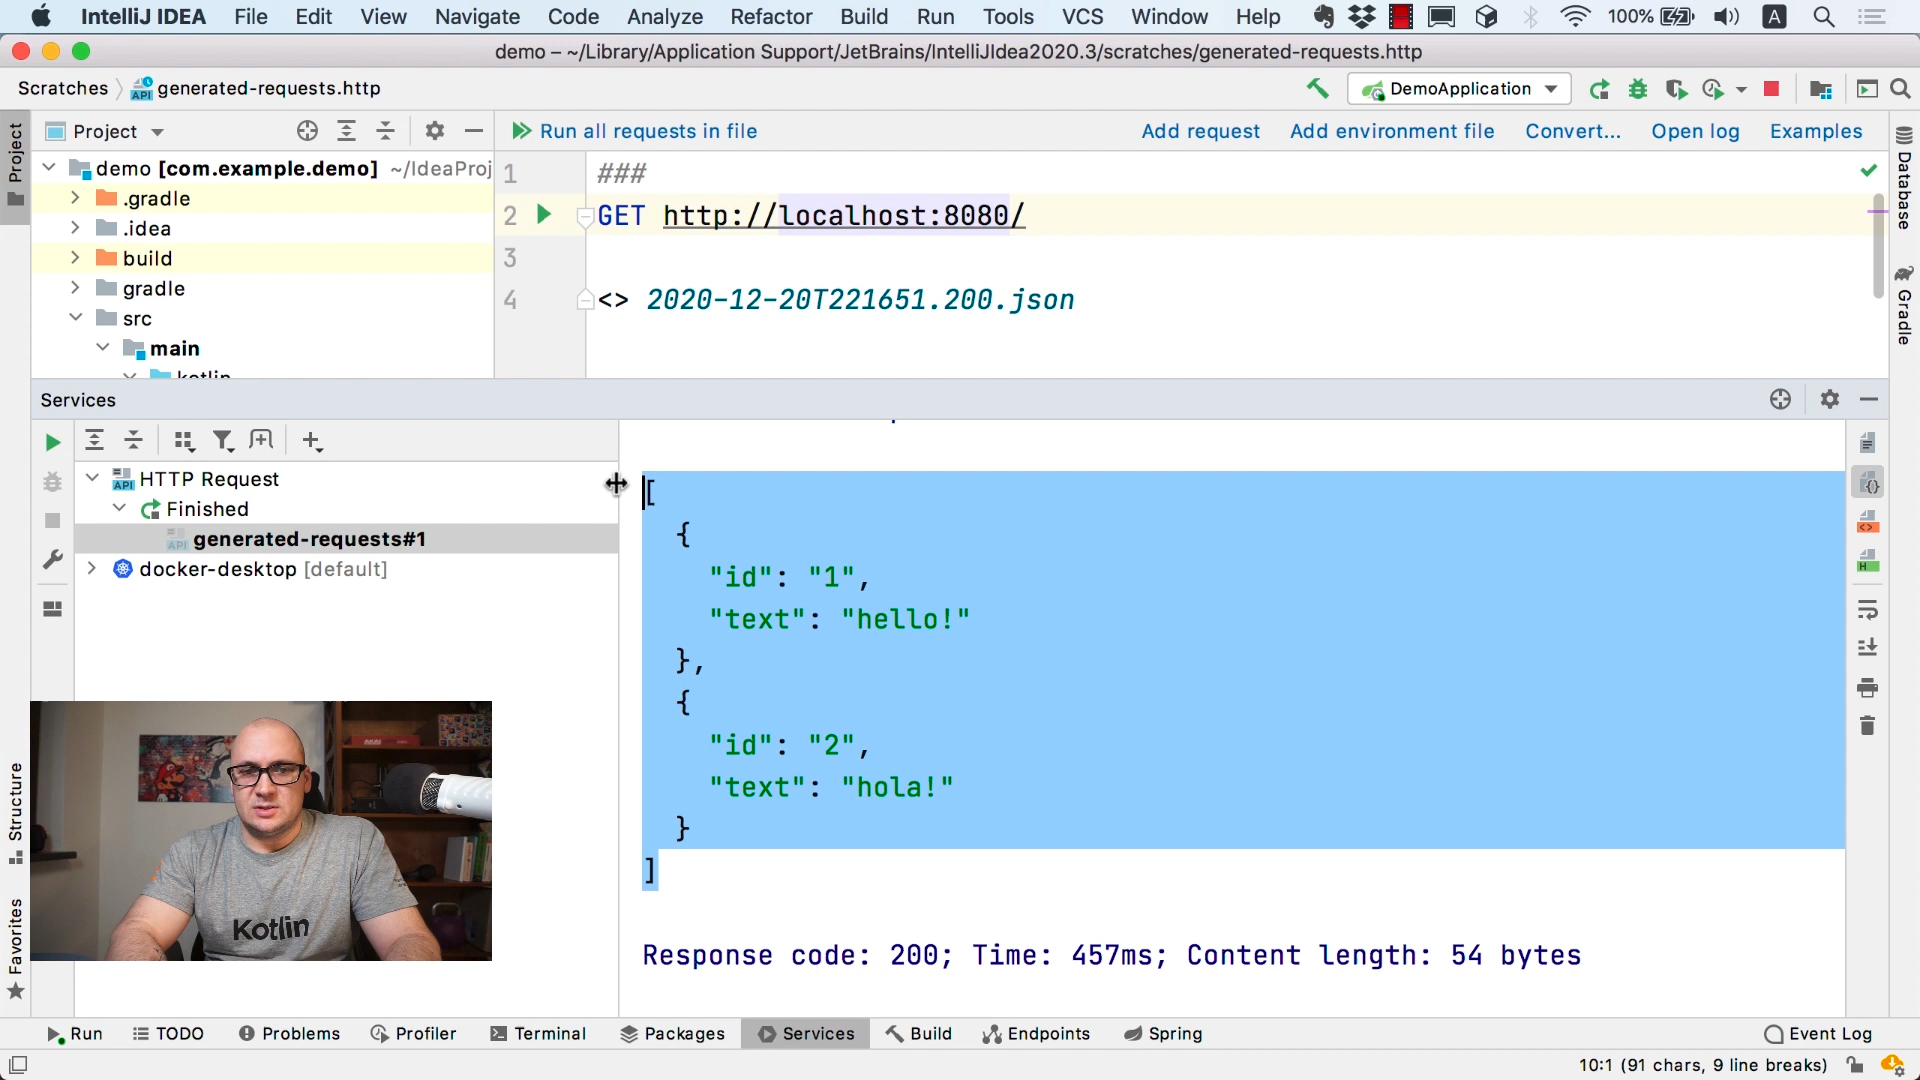 IntelliJ IDEA File Edit View Navigate Code Analyze Refactor Build Run Tools VCS Window Help 100% A
demo – ~/Library/Application Support/JetBrains/IntelliJIdea2020.3/scratches/generated-requests.http
Scratches generated-requests.http DemoApplication
Project
Project
Run all requests in file Add request Add environment file Convert... Open log Examples
demo [com.example.demo] ~/IdeaProj
.gradle
.idea
build
gradle
src
main
kotlin
1 ###
2 GET http://localhost:8080/
3
4 <> 2020-12-20T221651.200.json
Database
Gradle
Services
HTTP Request
Finished
generated-requests#1
docker-desktop [default]
[
{
"id": "1",
"text": "hello!"
},
{
"id": "2",
"text": "hola!"
}
]
Response code: 200; Time: 457ms; Content length: 54 bytes
Kotlin
Structure
Favorites
Run TODO Problems Profiler Terminal Packages Services Build Endpoints Spring Event Log
10:1 (91 chars, 9 line breaks)